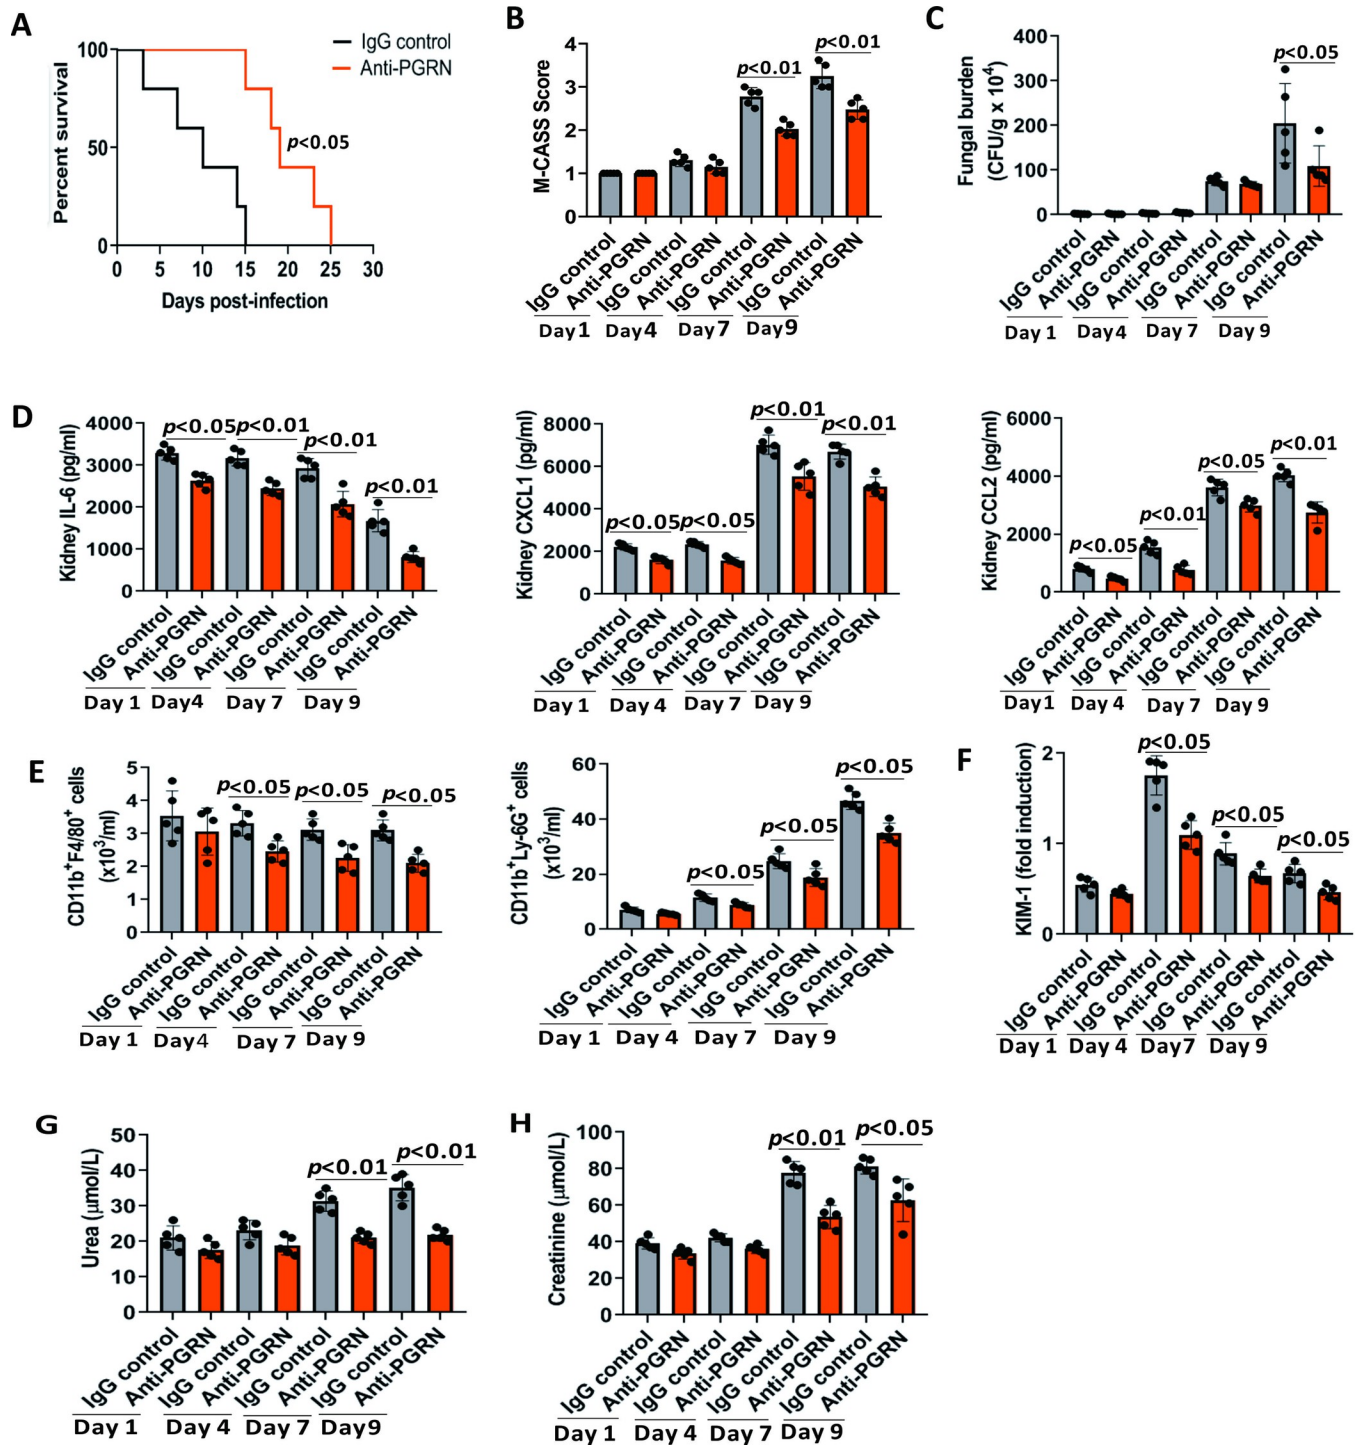 A
IgG control
Anti-PGRN
Percent survival
100
50
0
p<0.05
0 5 10 15 20 25 30
Days post-infection
B
M-CASS Score
4
3
2
1
0
p<0.01
p<0.01
IgG control
Anti-PGRN
IgG control
Anti-PGRN
IgG control
Anti-PGRN
IgG control
Anti-PGRN
Day 1 Day 4 Day 7 Day9
C
Fungal burden
(CFU/g x 10⁴)
400
300
200
100
0
p<0.05
IgG control
Anti-PGRN
IgG control
Anti-PGRN
IgG control
Anti-PGRN
IgG control
Anti-PGRN
Day 1 Day 4 Day 7 Day 9
D
Kidney IL-6 (pg/ml)
4000
3000
2000
1000
0
p<0.05
p<0.01
p<0.01
p<0.01
IgG control
Anti-PGRN
IgG control
Anti-PGRN
IgG control
Anti-PGRN
IgG control
Anti-PGRN
Day 1 Day4 Day 7 Day 9
Kidney CXCL1 (pg/ml)
8000
6000
4000
2000
0
p<0.05
p<0.05
p<0.01
p<0.01
IgG control
Anti-PGRN
IgG control
Anti-PGRN
IgG control
Anti-PGRN
IgG control
Anti-PGRN
Day 1 Day 4 Day 7 Day 9
Kidney CCL2 (pg/ml)
6000
4000
2000
0
p<0.05
p<0.01
p<0.05
p<0.01
IgG control
Anti-PGRN
IgG control
Anti-PGRN
IgG control
Anti-PGRN
IgG control
Anti-PGRN
Day 1 Day 4 Day 7 Day 9
E
CD11b⁺F4/80⁺ cells
(x10³/ml)
5
4
3
2
1
0
p<0.05
p<0.05
p<0.05
IgG control
Anti-PGRN
IgG control
Anti-PGRN
IgG control
Anti-PGRN
IgG control
Anti-PGRN
Day 1 Day4 Day 7 Day 9
CD11b⁺Ly-6G⁺ cells
(x10³/ml)
60
40
20
0
p<0.05
p<0.05
p<0.05
IgG control
Anti-PGRN
IgG control
Anti-PGRN
IgG control
Anti-PGRN
IgG control
Anti-PGRN
Day 1 Day 4 Day 7 Day 9
F
KIM-1 (fold induction)
2
1
0
p<0.05
p<0.05
p<0.05
IgG control
Anti-PGRN
IgG control
Anti-PGRN
IgG control
Anti-PGRN
IgG control
Anti-PGRN
Day 1 Day 4 Day7 Day 9
G
Urea (μmol/L)
50
40
30
20
10
0
p<0.01
p<0.01
IgG control
Anti-PGRN
IgG control
Anti-PGRN
IgG control
Anti-PGRN
IgG control
Anti-PGRN
Day 1 Day 4 Day 7 Day9
H
Creatinine (μmol/L)
100
80
60
40
20
0
p<0.01
p<0.05
IgG control
Anti-PGRN
IgG control
Anti-PGRN
IgG control
Anti-PGRN
IgG control
Anti-PGRN
Day 1 Day 4 Day 7 Day 9